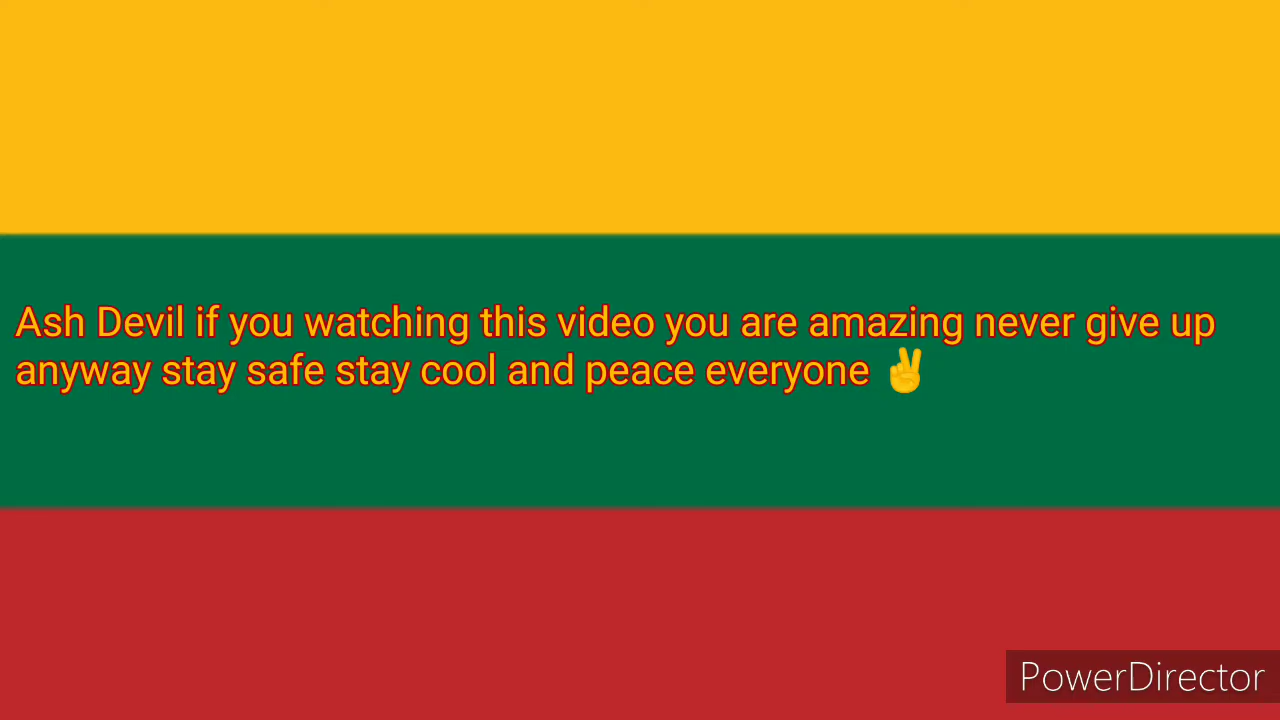 Ash Devil if you watching this video you are amazing never give up
anyway stay safe stay cool and peace everyone ✌
PowerDirector